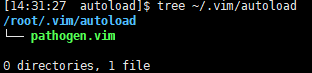 [14:31:27  autoload]$ tree ~/.vim/autoload
/root/.vim/autoload
└── pathogen.vim
0 directories, 1 file